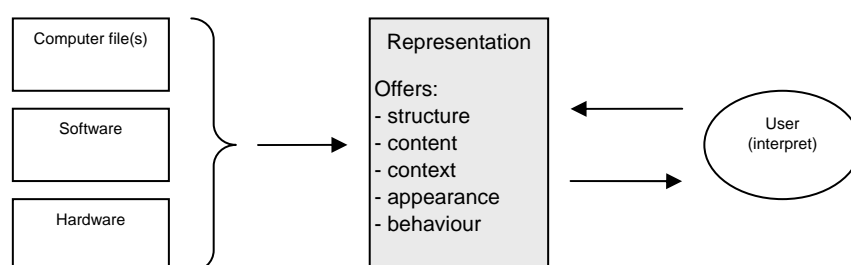 Computer file(s)
Software
Hardware
Representation
Offers:
- structure
- content
- context
- appearance
- behaviour
User
(interpret)